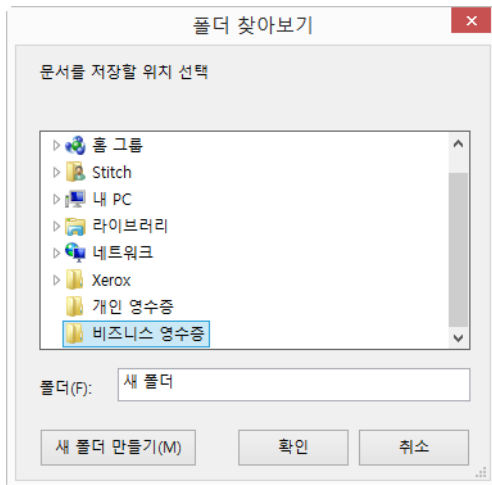 폴더 찾아보기
문서를 저장할 위치 선택
홈 그룹
Stitch
내 PC
라이브러리
네트워크
Xerox
개인 영수증
비즈니스 영수증
폴더(F): 새 폴더
새 폴더 만들기(M) 확인 취소